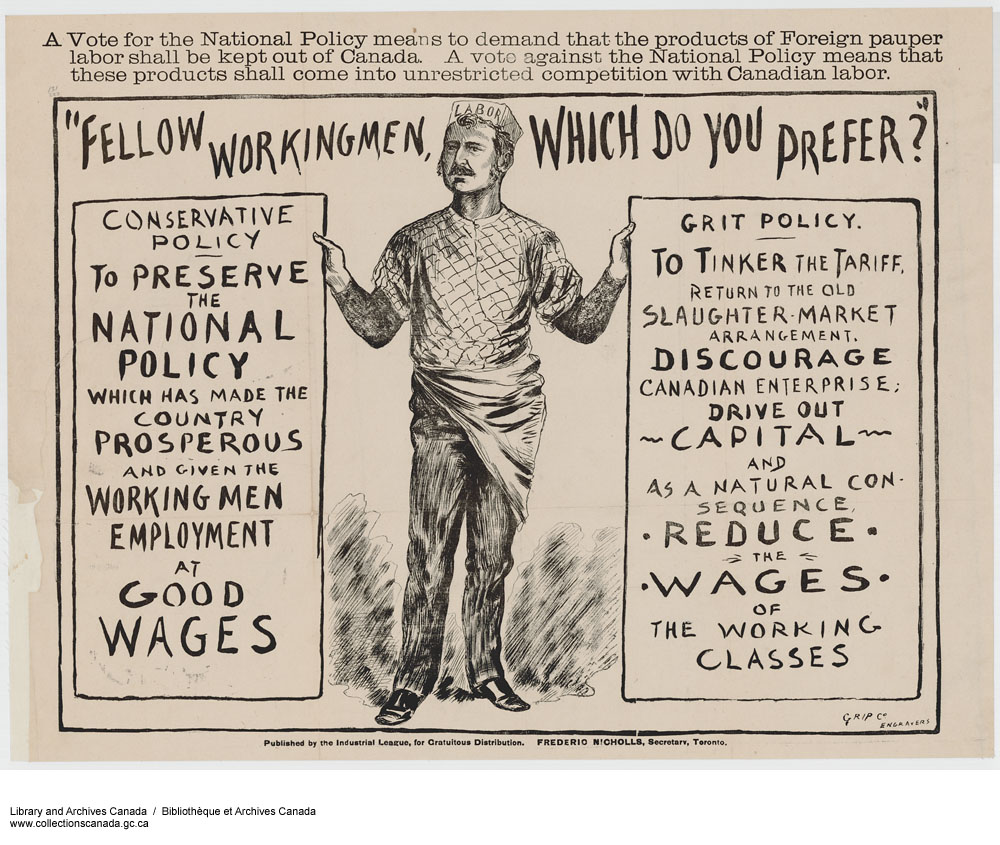 A Vote for the National Policy means to demand that the products of Foreign pauper
labor shall be kept out of Canada. A vote against the National Policy means that
these products shall come into unrestricted competition with Canadian labor.
"FELLOW WORKINGMEN, WHICH DO YOU PREFER?"
LABOR
CONSERVATIVE
POLICY
TO PRESERVE
THE
NATIONAL
POLICY
WHICH HAS MADE THE
COUNTRY
PROSPEROUS
AND GIVEN THE
WORKING MEN
EMPLOYMENT
AT
GOOD
WAGES
GRIT POLICY.
TO TINKER THE TARIFF,
RETURN TO THE OLD
SLAUGHTER-MARKET
ARRANGEMENT.
DISCOURAGE
CANADIAN ENTERPRISE;
DRIVE OUT
~CAPITAL~
AND
AS A NATURAL CON-
SEQUENCE,
·REDUCE·
THE
·WAGES·
OF
THE WORKING
CLASSES
GRIP Co
ENGRAVERS
Published by the Industrial League, for Gratuitous Distribution. FREDERIC NICHOLLS, Secretary, Toronto.
Library and Archives Canada / Bibliothèque et Archives Canada
www.collectionscanada.gc.ca